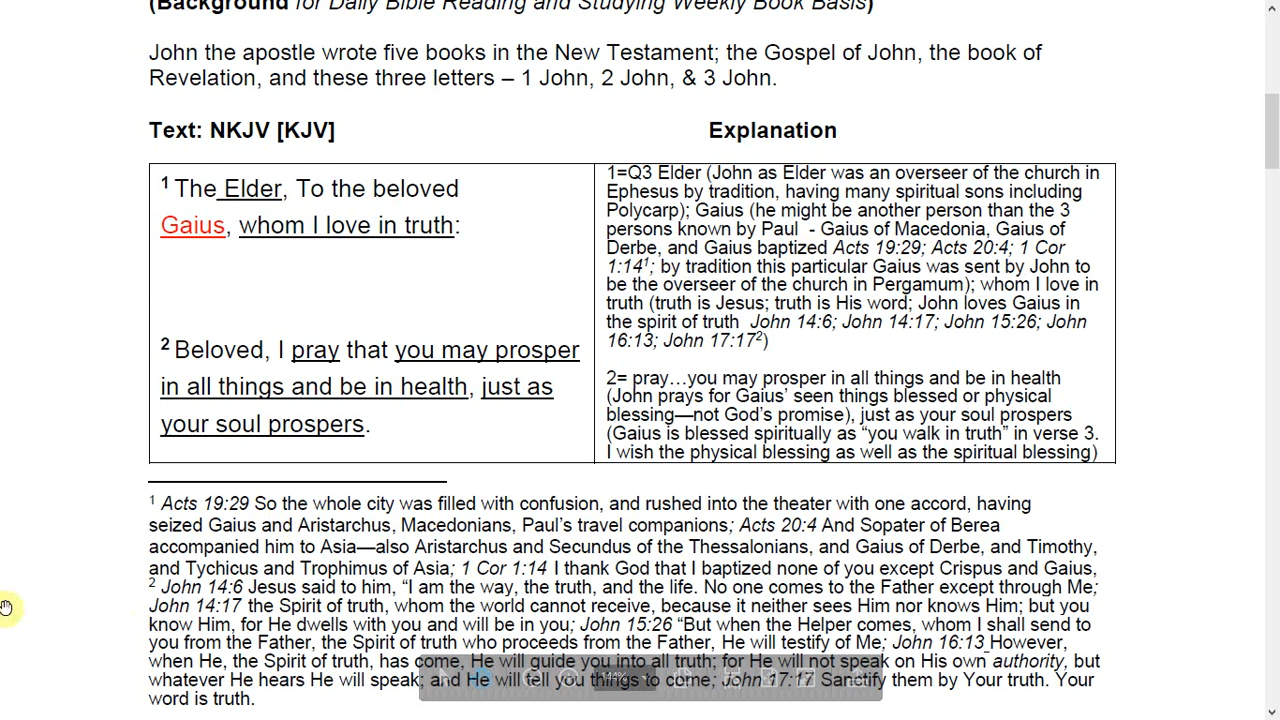 (Background for Daily Bible Reading and Studying Weekly Book Basis)
John the apostle wrote five books in the New Testament; the Gospel of John, the book of
Revelation, and these three letters – 1 John, 2 John, & 3 John.
Text: NKJV [KJV]
Explanation
1 The Elder, To the beloved
Gaius, whom I love in truth:
2 Beloved, I pray that you may prosper
in all things and be in health, just as
your soul prospers.
1=Q3 Elder (John as Elder was an overseer of the church in
Ephesus by tradition, having many spiritual sons including
Polycarp); Gaius (he might be another person than the 3
persons known by Paul - Gaius of Macedonia, Gaius of
Derbe, and Gaius baptized Acts 19:29; Acts 20:4; 1 Cor
1:14¹; by tradition this particular Gaius was sent by John to
be the overseer of the church in Pergamum); whom I love in
truth (truth is Jesus; truth is His word; John loves Gaius in
the spirit of truth John 14:6; John 14:17; John 15:26; John
16:13; John 17:17²)
2= pray…you may prosper in all things and be in health
(John prays for Gaius’ seen things blessed or physical
blessing—not God’s promise), just as your soul prospers
(Gaius is blessed spiritually as “you walk in truth” in verse 3.
I wish the physical blessing as well as the spiritual blessing)
1 Acts 19:29 So the whole city was filled with confusion, and rushed into the theater with one accord, having
seized Gaius and Aristarchus, Macedonians, Paul’s travel companions; Acts 20:4 And Sopater of Berea
accompanied him to Asia—also Aristarchus and Secundus of the Thessalonians, and Gaius of Derbe, and Timothy,
and Tychicus and Trophimus of Asia; 1 Cor 1:14 I thank God that I baptized none of you except Crispus and Gaius,
2 John 14:6 Jesus said to him, “I am the way, the truth, and the life. No one comes to the Father except through Me;
John 14:17 the Spirit of truth, whom the world cannot receive, because it neither sees Him nor knows Him; but you
know Him, for He dwells with you and will be in you; John 15:26 “But when the Helper comes, whom I shall send to
you from the Father, the Spirit of truth who proceeds from the Father, He will testify of Me; John 16:13 However,
when He, the Spirit of truth, has come, He will guide you into all truth; for He will not speak on His own authority, but
whatever He hears He will speak; and He will tell you things to come; John 17:17 Sanctify them by Your truth. Your
word is truth.